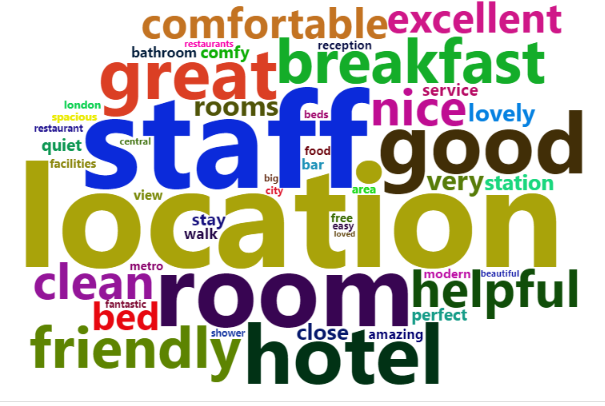 comfortable excellent
restaurants
bathroom comfy reception
great breakfast
rooms beds nice service lovely
london
spacious
restaurant
staff good
quiet central food
facilities bar
location
big
city area
view very station
stay free
walk easy
loved
metro modern beautiful
clean room helpful
fantastic
bed perfect
shower close amazing
friendly hotel